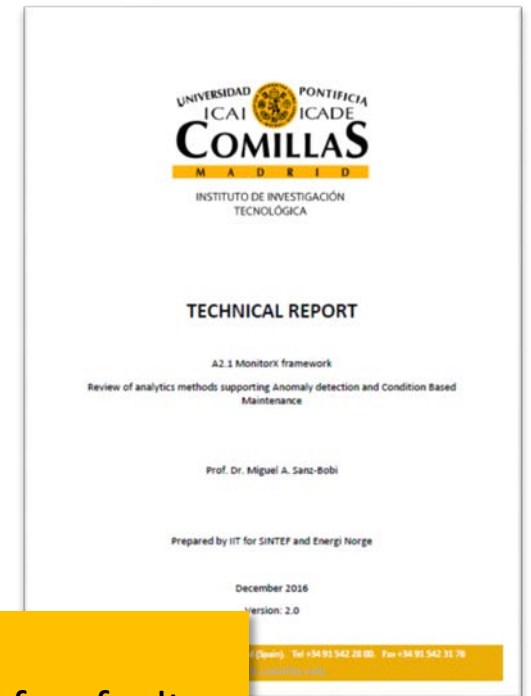 UNIVERSIDAD PONTIFICIA
ICAI ICADE
COMILLAS
MADRID
INSTITUTO DE INVESTIGACIÓN
TECNOLÓGICA
TECHNICAL REPORT
A2.1 MonitorX framework
Review of analytics methods supporting Anomaly detection and Condition Based
Maintenance
Prof. Dr. Miguel A. Sanz-Bobi
Prepared by IIT for SINTEF and Energi Norge
December 2016
Version: 2.0
(Spain). Tel +34 91 542 28 00. Fax +34 91 542 31 76